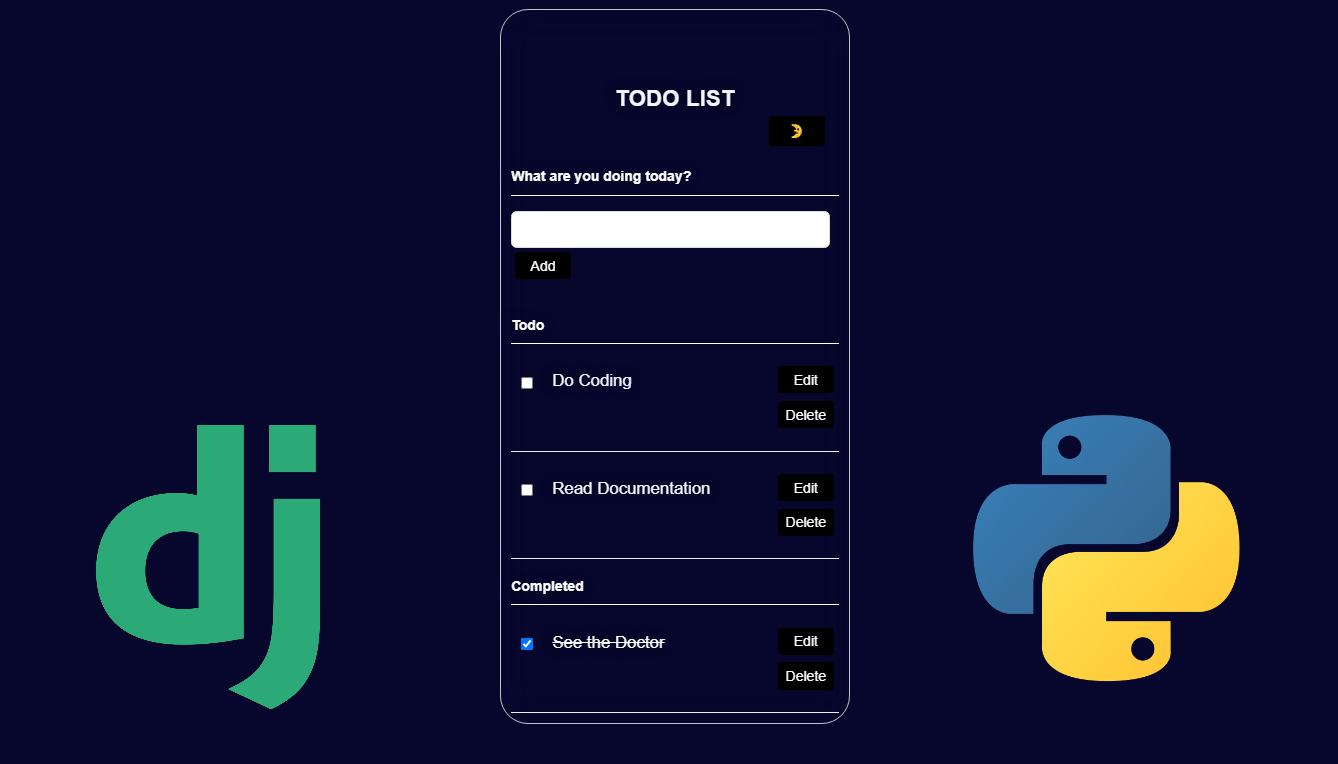 TODO LIST
What are you doing today?
Add
Todo
Do Coding
Edit
Delete
Read Documentation
Edit
Delete
Completed
See the Doctor
Edit
Delete
dj